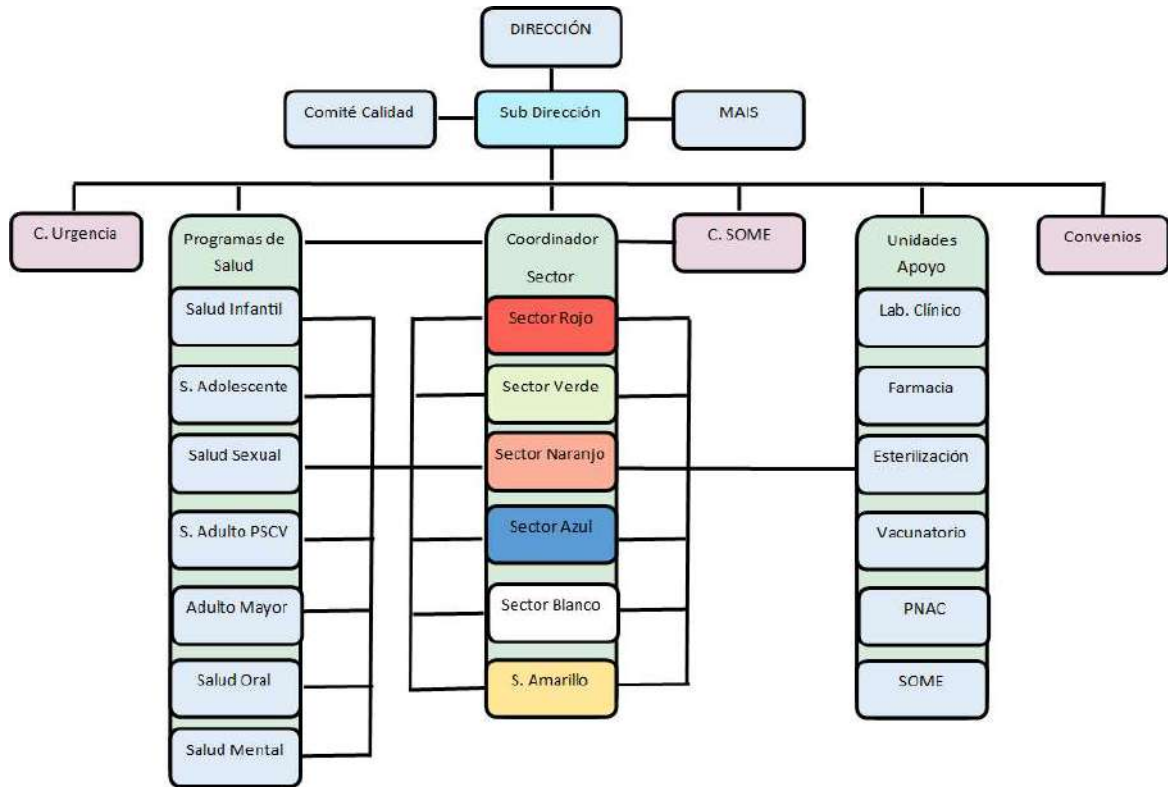 DIRECCIÓN
Comité Calidad
Sub Dirección
MAIS
C. Urgencia
Programas de
Salud
Coordinador
Sector
C. SOME
Unidades
Apoyo
Convenios
Salud Infantil
Sector Rojo
Lab. Clínico
S. Adolescente
Sector Verde
Farmacia
Salud Sexual
Sector Naranjo
Esterilización
S. Adulto PSCV
Sector Azul
Vacunatorio
Adulto Mayor
Sector Blanco
PNAC
Salud Oral
S. Amarillo
SOME
Salud Mental